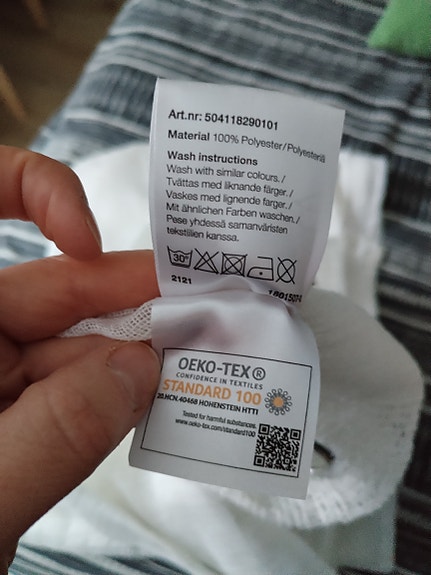 Art.nr: 504118290101
Material 100% Polyester/Polyesteriä
Wash instructions
Wash with similar colours./
Tvättas med liknande färger./
Vaskes med lignende farger./
Mit ähnlichen Farben waschen./
Pese yhdessä samanväristen
tekstiilien kanssa.
30°
2121
OEKO-TEX®
CONFIDENCE IN TEXTILES
STANDARD 100
20.HCN.40468 HOHENSTEIN HTTI
Tested for harmful substances.
www.oeko-tex.com/standard100